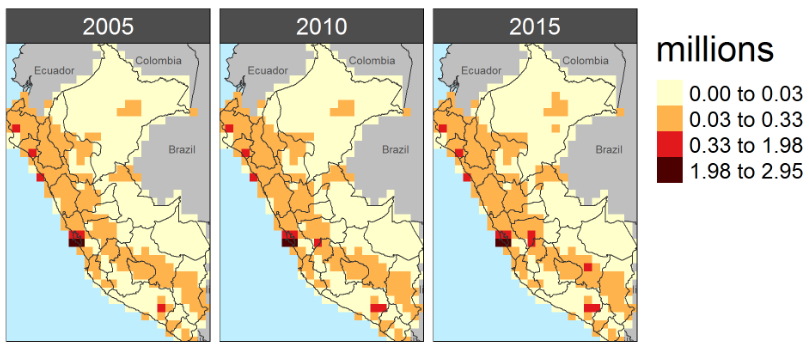 2005 2010 2015
millions
Ecuador Colombia Ecuador Colombia Ecuador Colombia
0.00 to 0.03
0.03 to 0.33
0.33 to 1.98
1.98 to 2.95
Brazil Brazil Brazil